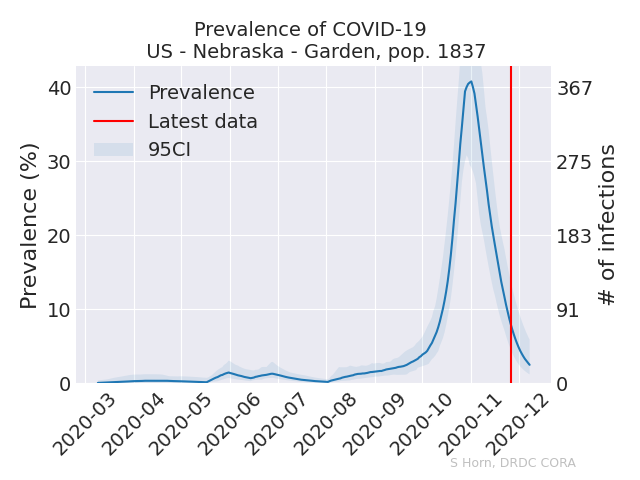 Prevalence of COVID-19
US - Nebraska - Garden, pop. 1837
Prevalence
Latest data
95CI
Prevalence (%)
40
30
20
10
0
# of infections
367
275
183
91
0
2020-03
2020-04
2020-05
2020-06
2020-07
2020-08
2020-09
2020-10
2020-11
2020-12
S Horn, DRDC CORA